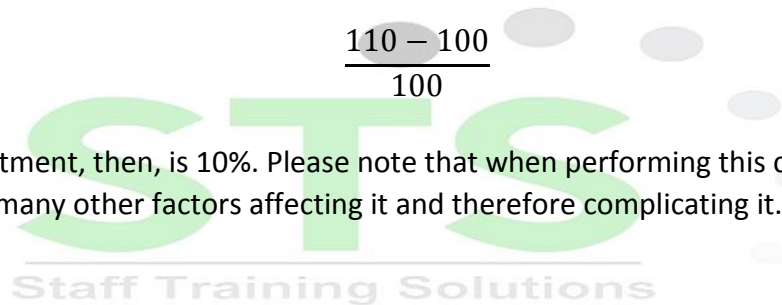 110 − 100
100
tment, then, is 10%. Please note that when performing this
many other factors affecting it and therefore complicating it.
STS
Staff Training Solutions